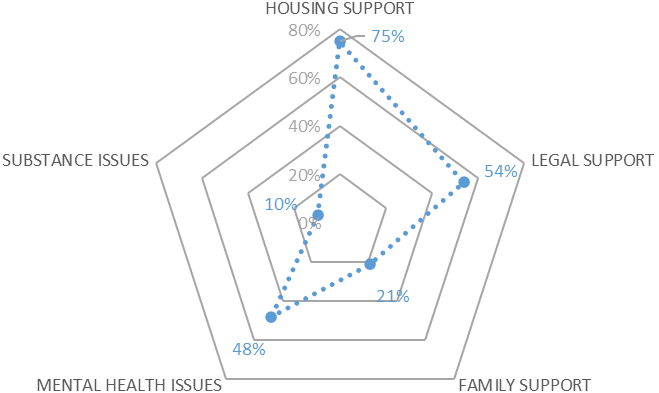 HOUSING SUPPORT
80%
75%
60%
40%
SUBSTANCE ISSUES
LEGAL SUPPORT
20%
54%
10%
0%
21%
48%
MENTAL HEALTH ISSUES
FAMILY SUPPORT